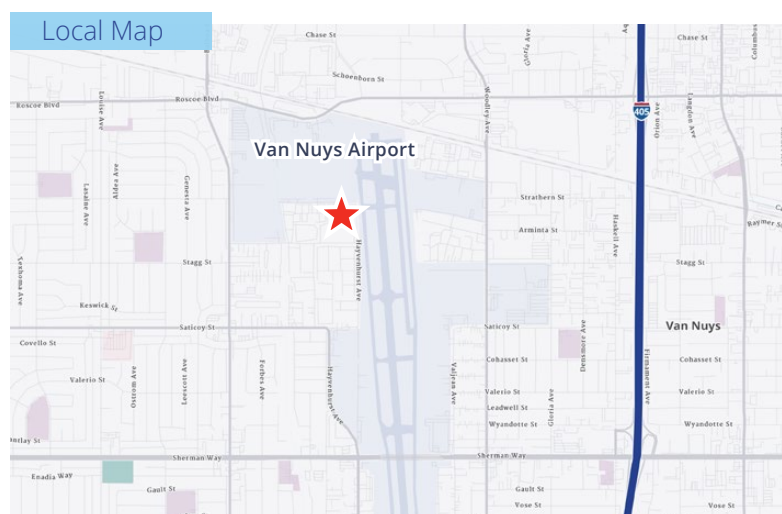 Local Map
Chase St
Gloria Ave
Chase St
Columbus
Schoenborn St
Roscoe Blvd
Louise Ave
Roscoe Blvd
Woodley Ave
405
Orion Ave
Langdon Ave
Van Nuys Airport
Aldea Ave
Lasaine Ave
Genesta Ave
Strathern St
Arminta St
Haskell Ave
Raymer St
Hayvenhurst Ave
Lexhoma Ave
Stagg St
Stagg St
Keswick St
Saticoy St
Saticoy St
Van Nuys
Covello St
Densmore Ave
Cohasset St
Cohasset St
Ostrom Ave
Forbes Ave
Hayvenhurst Ave
Valjean Ave
Firmament Ave
Valerio St
Valerio St
Valerio St
Gloria Ave
Leadwell St
Wyandotte St
Wyandotte St
Sherman Way
Sherman Way
Enadia Way
Gault St
Gault St
Vose St
Vose St